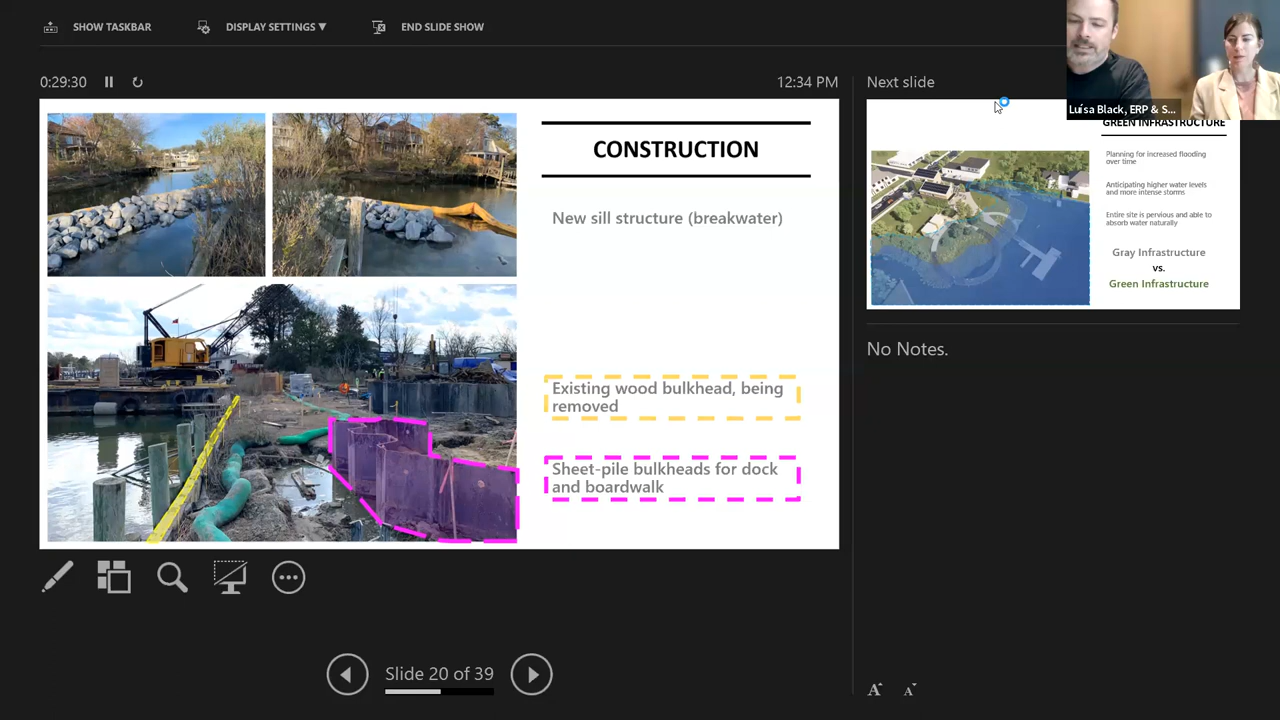 SHOW TASKBAR
DISPLAY SETTINGS ▼
END SLIDE SHOW
0:29:30
12:34 PM
CONSTRUCTION
New sill structure (breakwater)
Existing wood bulkhead, being
removed
Sheet-pile bulkheads for dock
and boardwalk
Slide 20 of 39
Next slide
Luísa Black, ERP & S...
GREEN INFRASTRUCTURE
Planning for increased flooding
over time
Anticipating higher water levels
and more intense storms
Entire site is pervious and able to
absorb water naturally
Gray Infrastructure
vs.
Green Infrastructure
No Notes.
A A